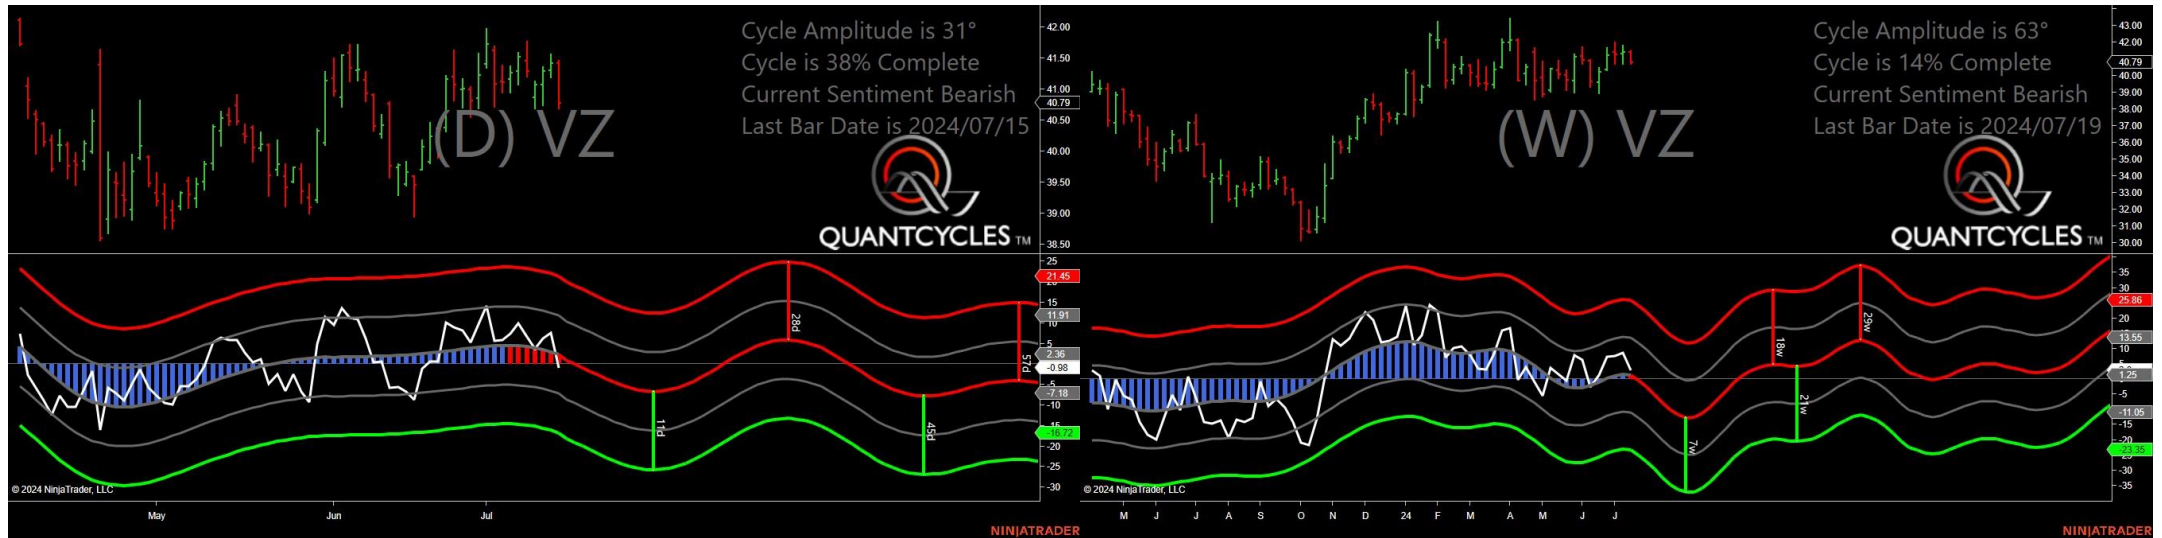 Cycle Amplitude is 31°
Cycle is 38% Complete
Current Sentiment Bearish
Last Bar Date is 2024/07/15
(D) VZ
QUANTCYCLES TM
42.00
41.50
41.00
40.79
40.50
40.00
39.50
39.00
38.50
25
21.45
15
11.91
10
5
2.36
-0.98
-5
-7.18
-10
-16.72
-20
-25
-30
11d
28d
45d
57d
© 2024 NinjaTrader, LLC
May
Jun
Jul
NINJATRADER
Cycle Amplitude is 63°
Cycle is 14% Complete
Current Sentiment Bearish
Last Bar Date is 2024/07/19
(W) VZ
QUANTCYCLES TM
43.00
42.00
40.79
40.00
39.00
38.00
37.00
36.00
35.00
34.00
33.00
32.00
31.00
30.00
35
30
25.86
20
13.55
10
5
1.25
-5
-11.05
-15
-20
-23.35
-30
-35
7w
18w
21w
29w
© 2024 NinjaTrader, LLC
M J J A S O N D 24 F M A M J J
NINJATRADER